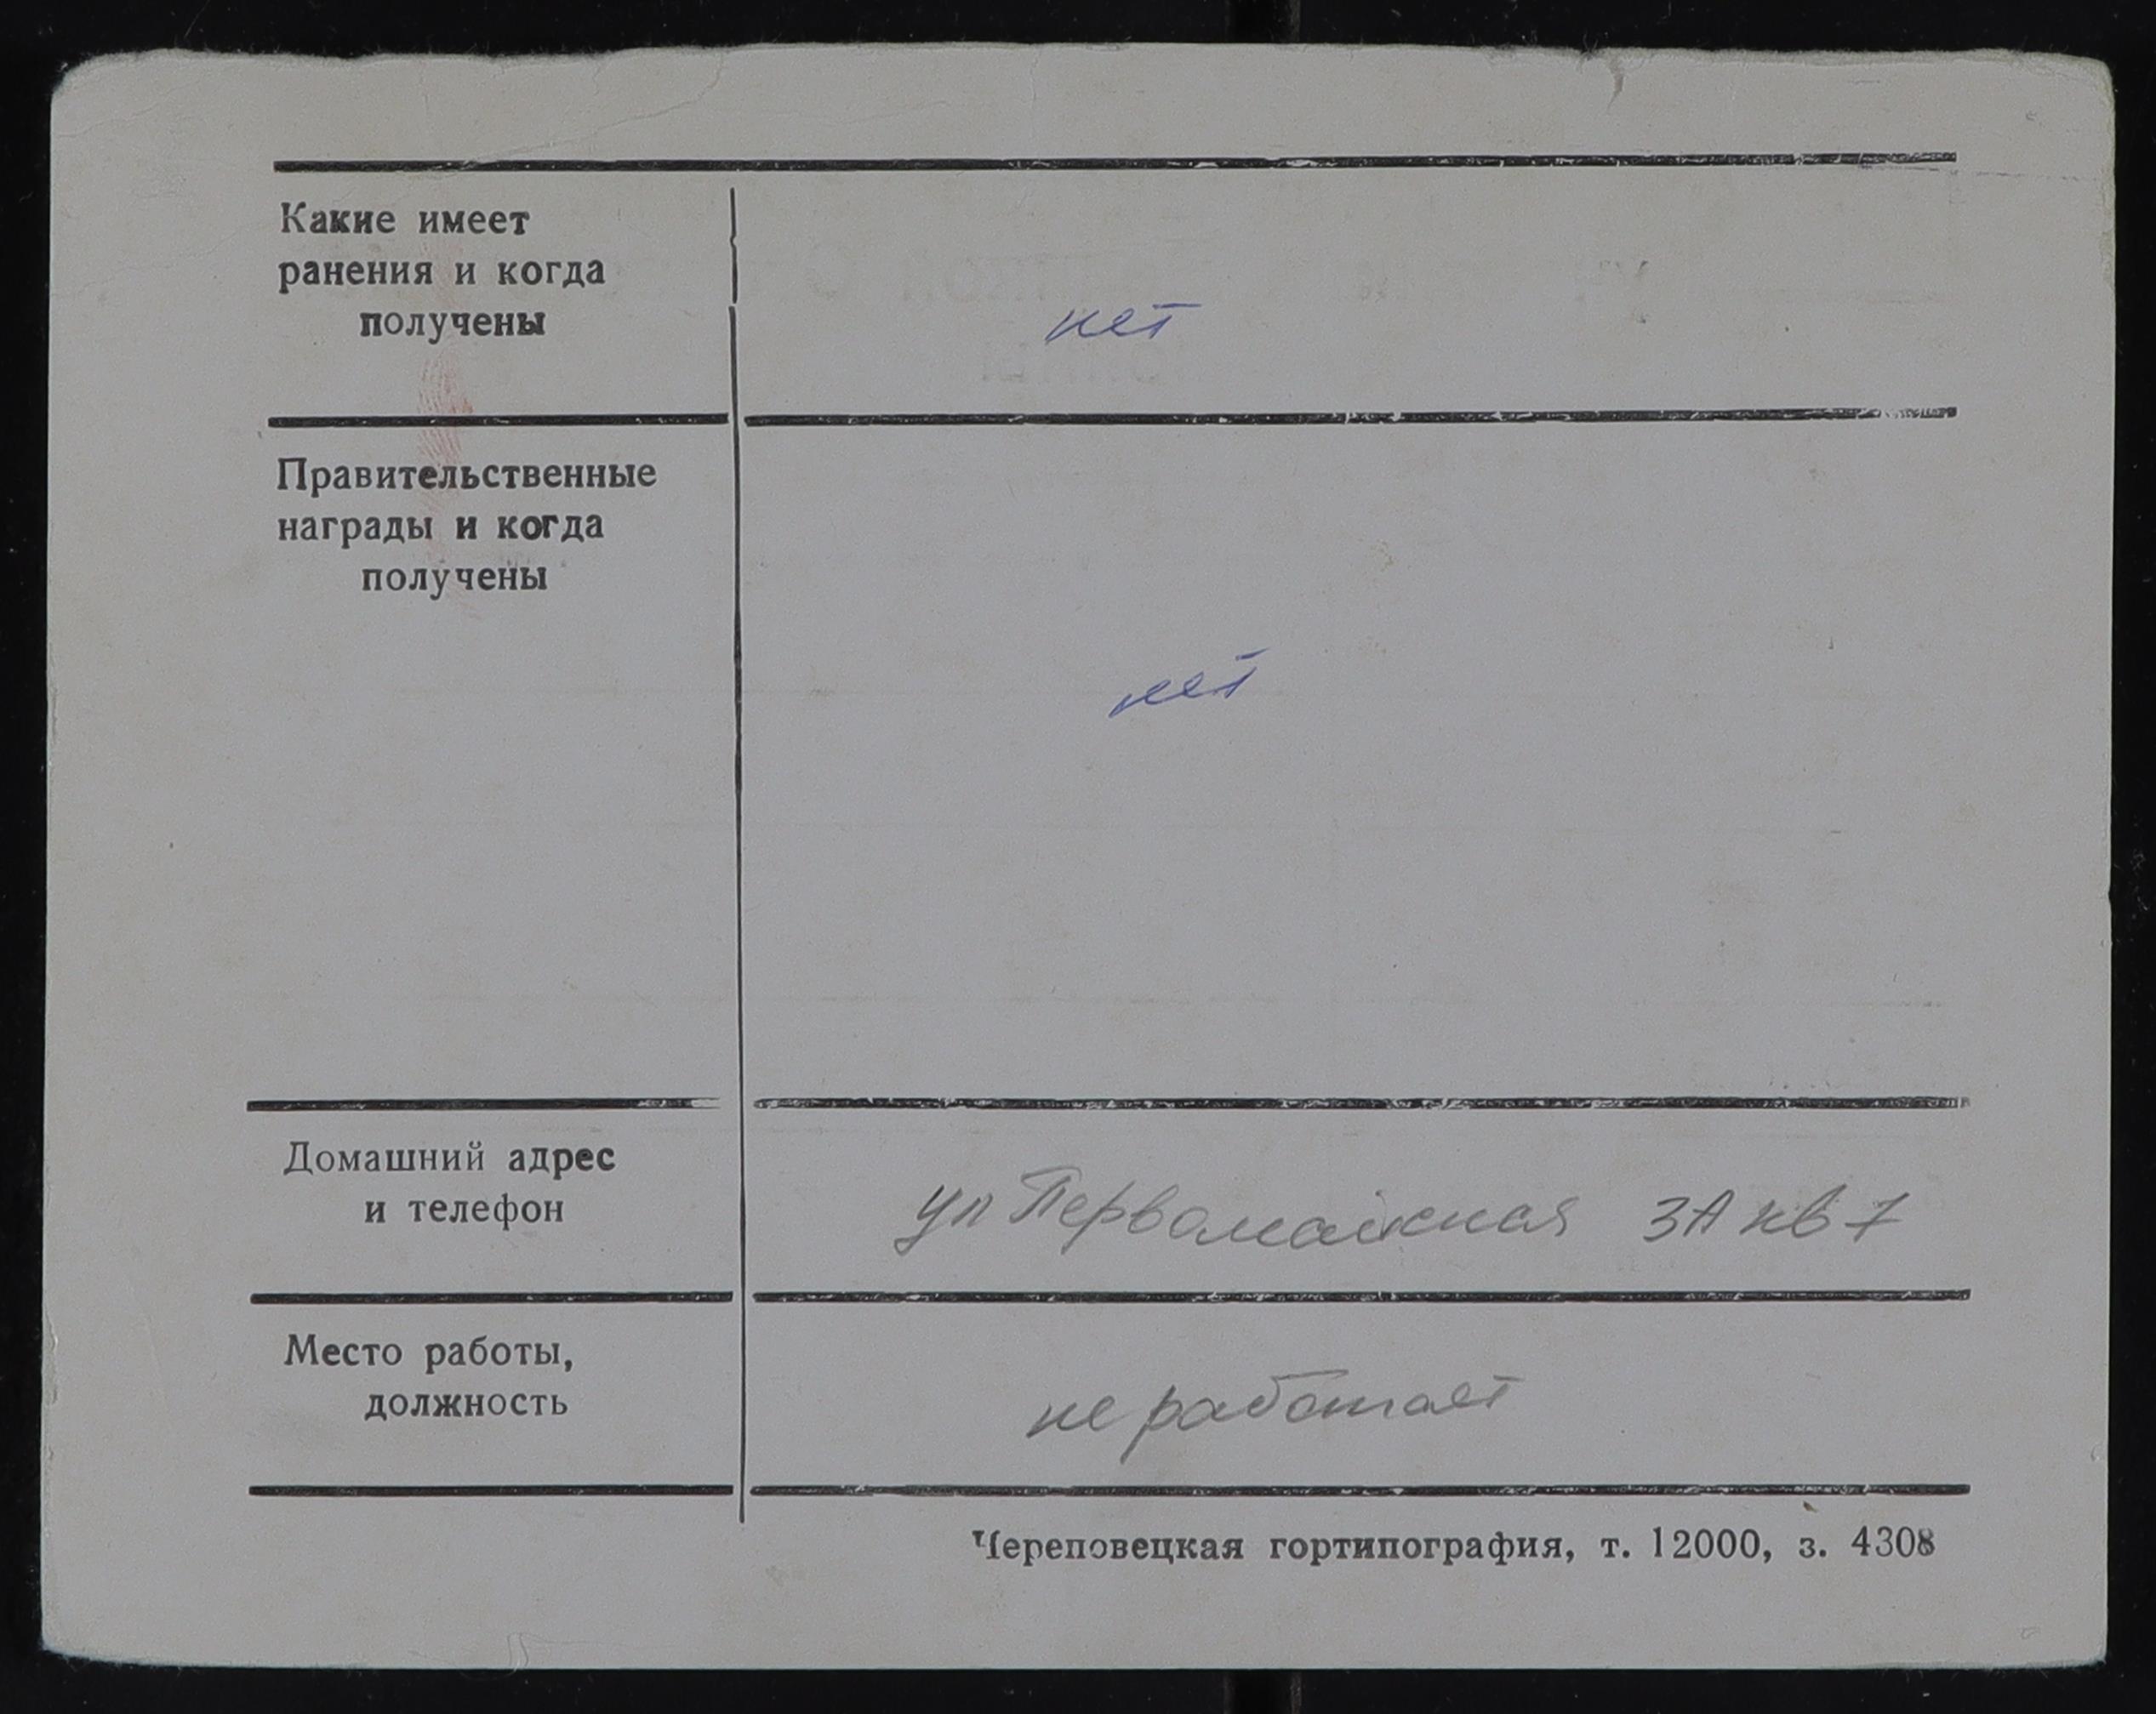 Какие имеет
ранения и когда
получены
нет
Правительственные
награды и когда
получены
нет
Домашний адрес
и телефон
ул Первомайская 3А кв 7
Место работы,
должность
не работает
Череповецкая гортипография, т. 12000, з. 4308